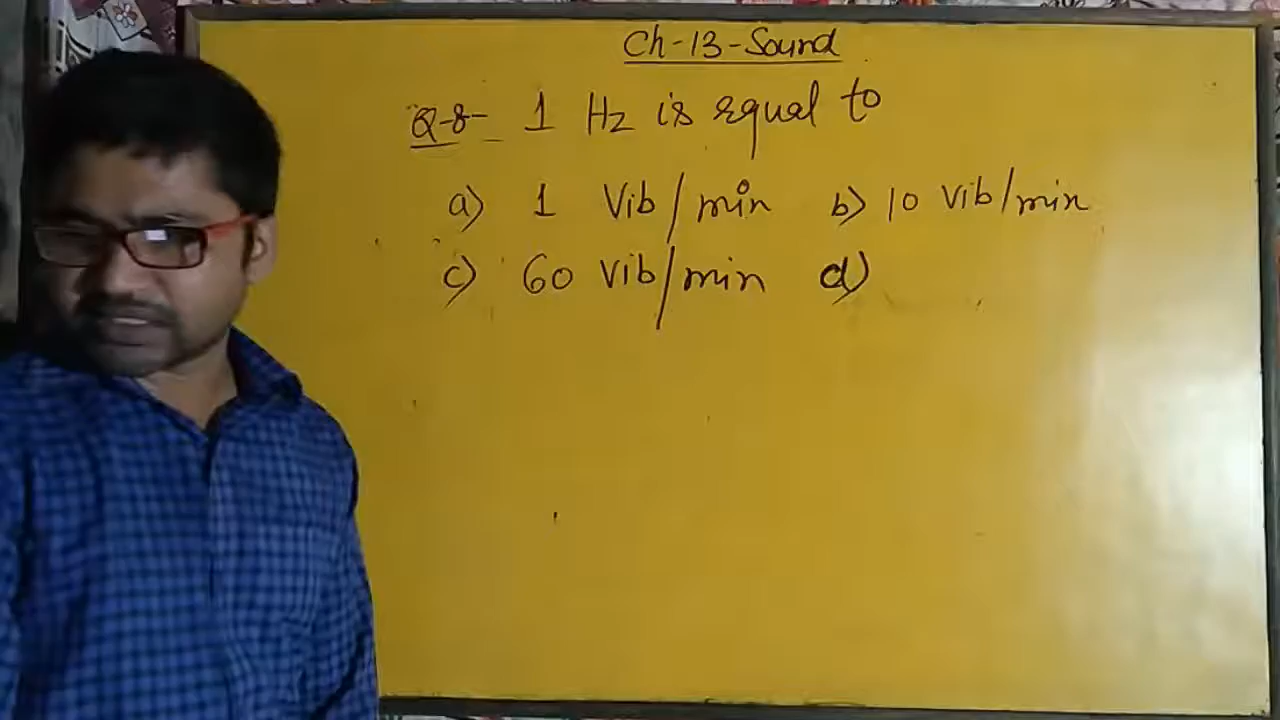 Ch-13-Sound
Q-8- 1 Hz is equal to
a) 1 Vib/min b) 10 Vib/min
c) 60 Vib/min d)